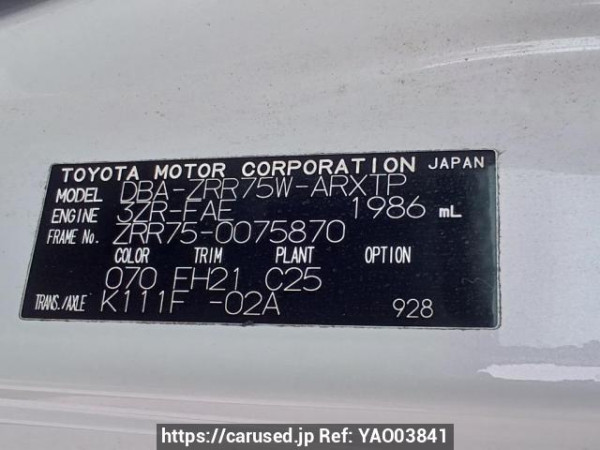 TOYOTA MOTOR CORPORATION JAPAN
MODEL DBA-ZRR75W-ARXTP
ENGINE 3ZR-FAE 1986 mL
FRAME No. ZRR75-0075870
COLOR TRIM PLANT OPTION
070 FH21 C25
TRANS./AXLE K111F -02A 928
https://carused.jp Ref: YAO03841